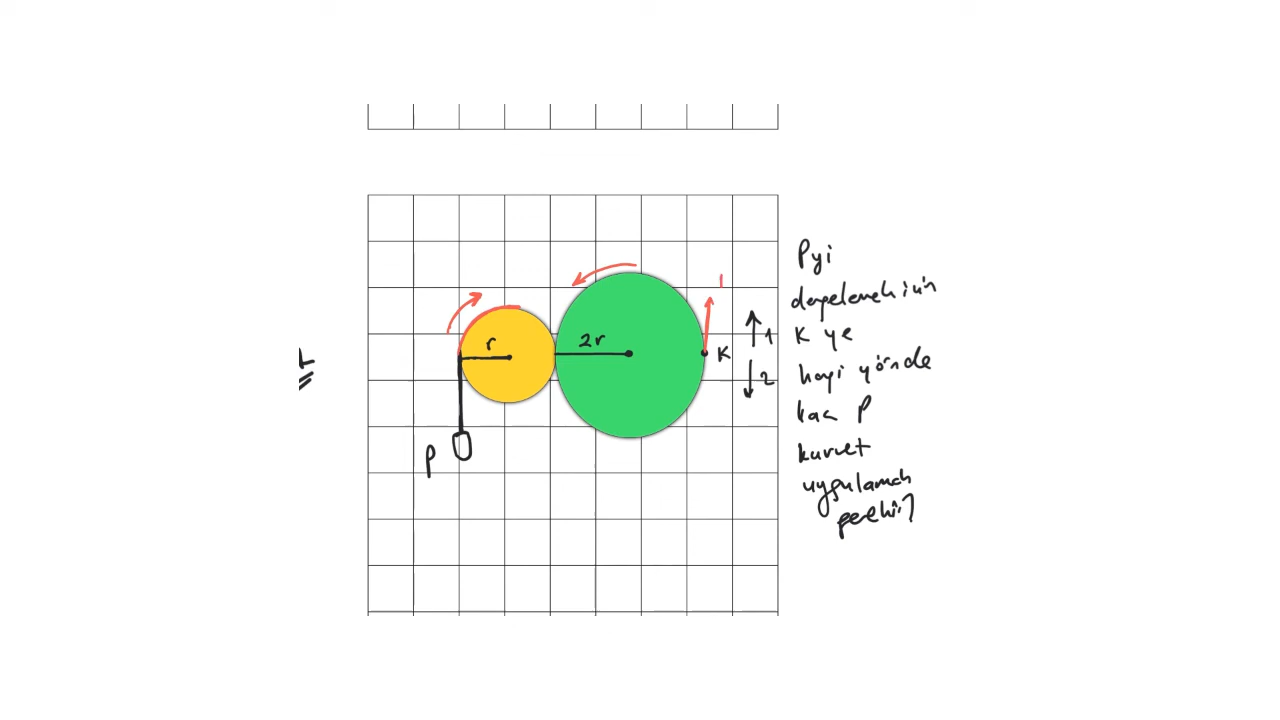 Pyi
dengelemek için
r
2r
K
1
K ye
2
hangi yönde
kaç P
P
kuvvet
uygulamak
gerekir?